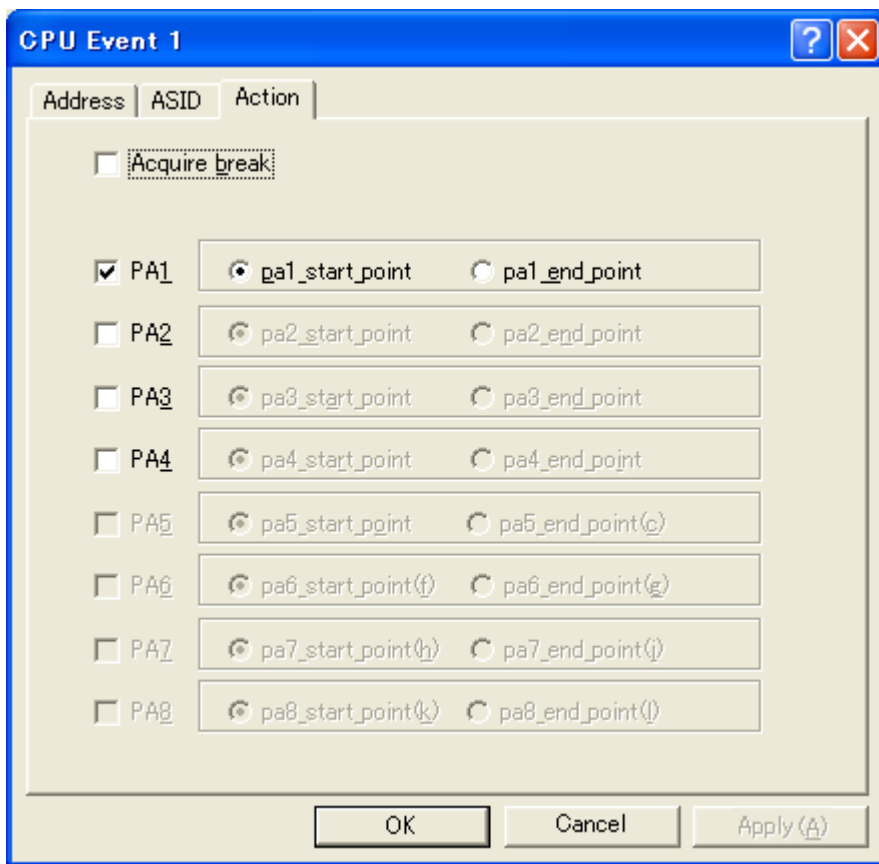 CPU Event 1
Address ASID Action
Acquire break
PA1 pa1_start_point pa1_end_point
PA2 pa2_start_point pa2_end_point
PA3 pa3_start_point pa3_end_point
PA4 pa4_start_point pa4_end_point
PA5 pa5_start_point pa5_end_point(c)
PA6 pa6_start_point(f) pa6_end_point(g)
PA7 pa7_start_point(h) pa7_end_point(j)
PA8 pa8_start_point(k) pa8_end_point(l)
OK Cancel Apply(A)